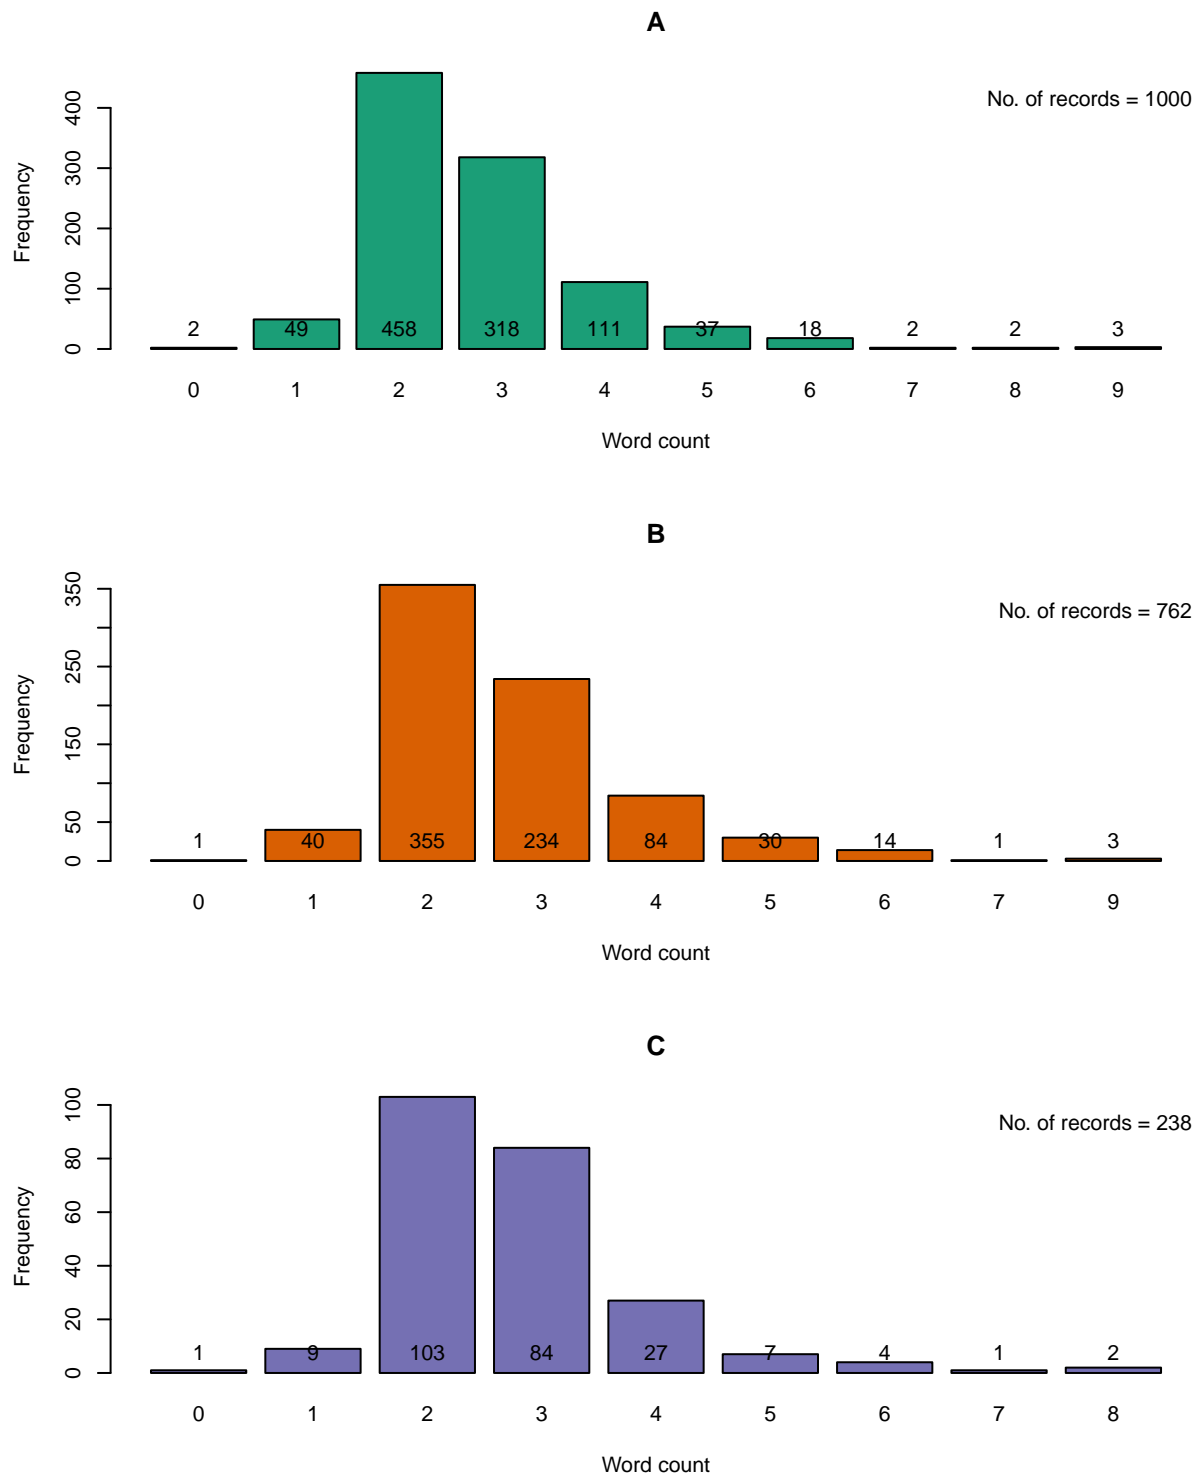 A
No. of records = 1000
Frequency
400
300
200
100
0
2 49 458 318 111 37 18 2 2 3
0 1 2 3 4 5 6 7 8 9
Word count
B
No. of records = 762
Frequency
350
250
150
50
0
1 40 355 234 84 30 14 1 3
0 1 2 3 4 5 6 7 9
Word count
C
No. of records = 238
Frequency
100
80
60
40
20
0
1 9 103 84 27 7 4 1 2
0 1 2 3 4 5 6 7 8
Word count